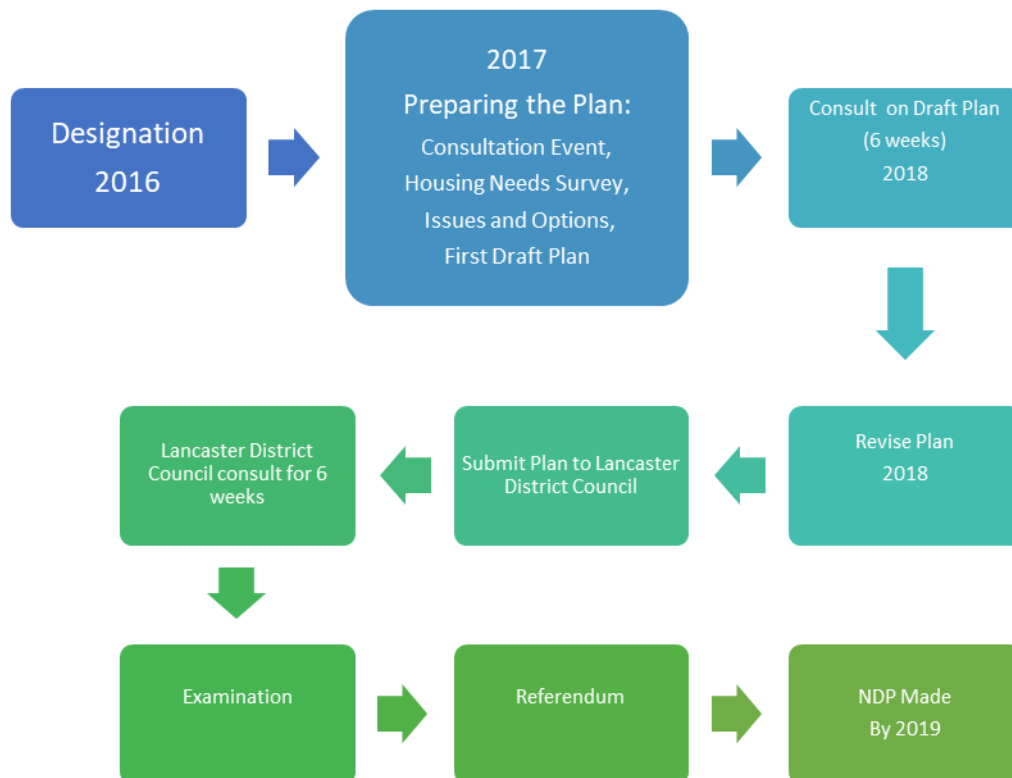 Designation
2016
2017
Preparing the Plan:
Consultation Event,
Housing Needs Survey,
Issues and Options,
First Draft Plan
Consult on Draft Plan
(6 weeks)
2018
Revise Plan
2018
Submit Plan to Lancaster
District Council
Lancaster District
Council consult for 6
weeks
Examination
Referendum
NDP Made
By 2019